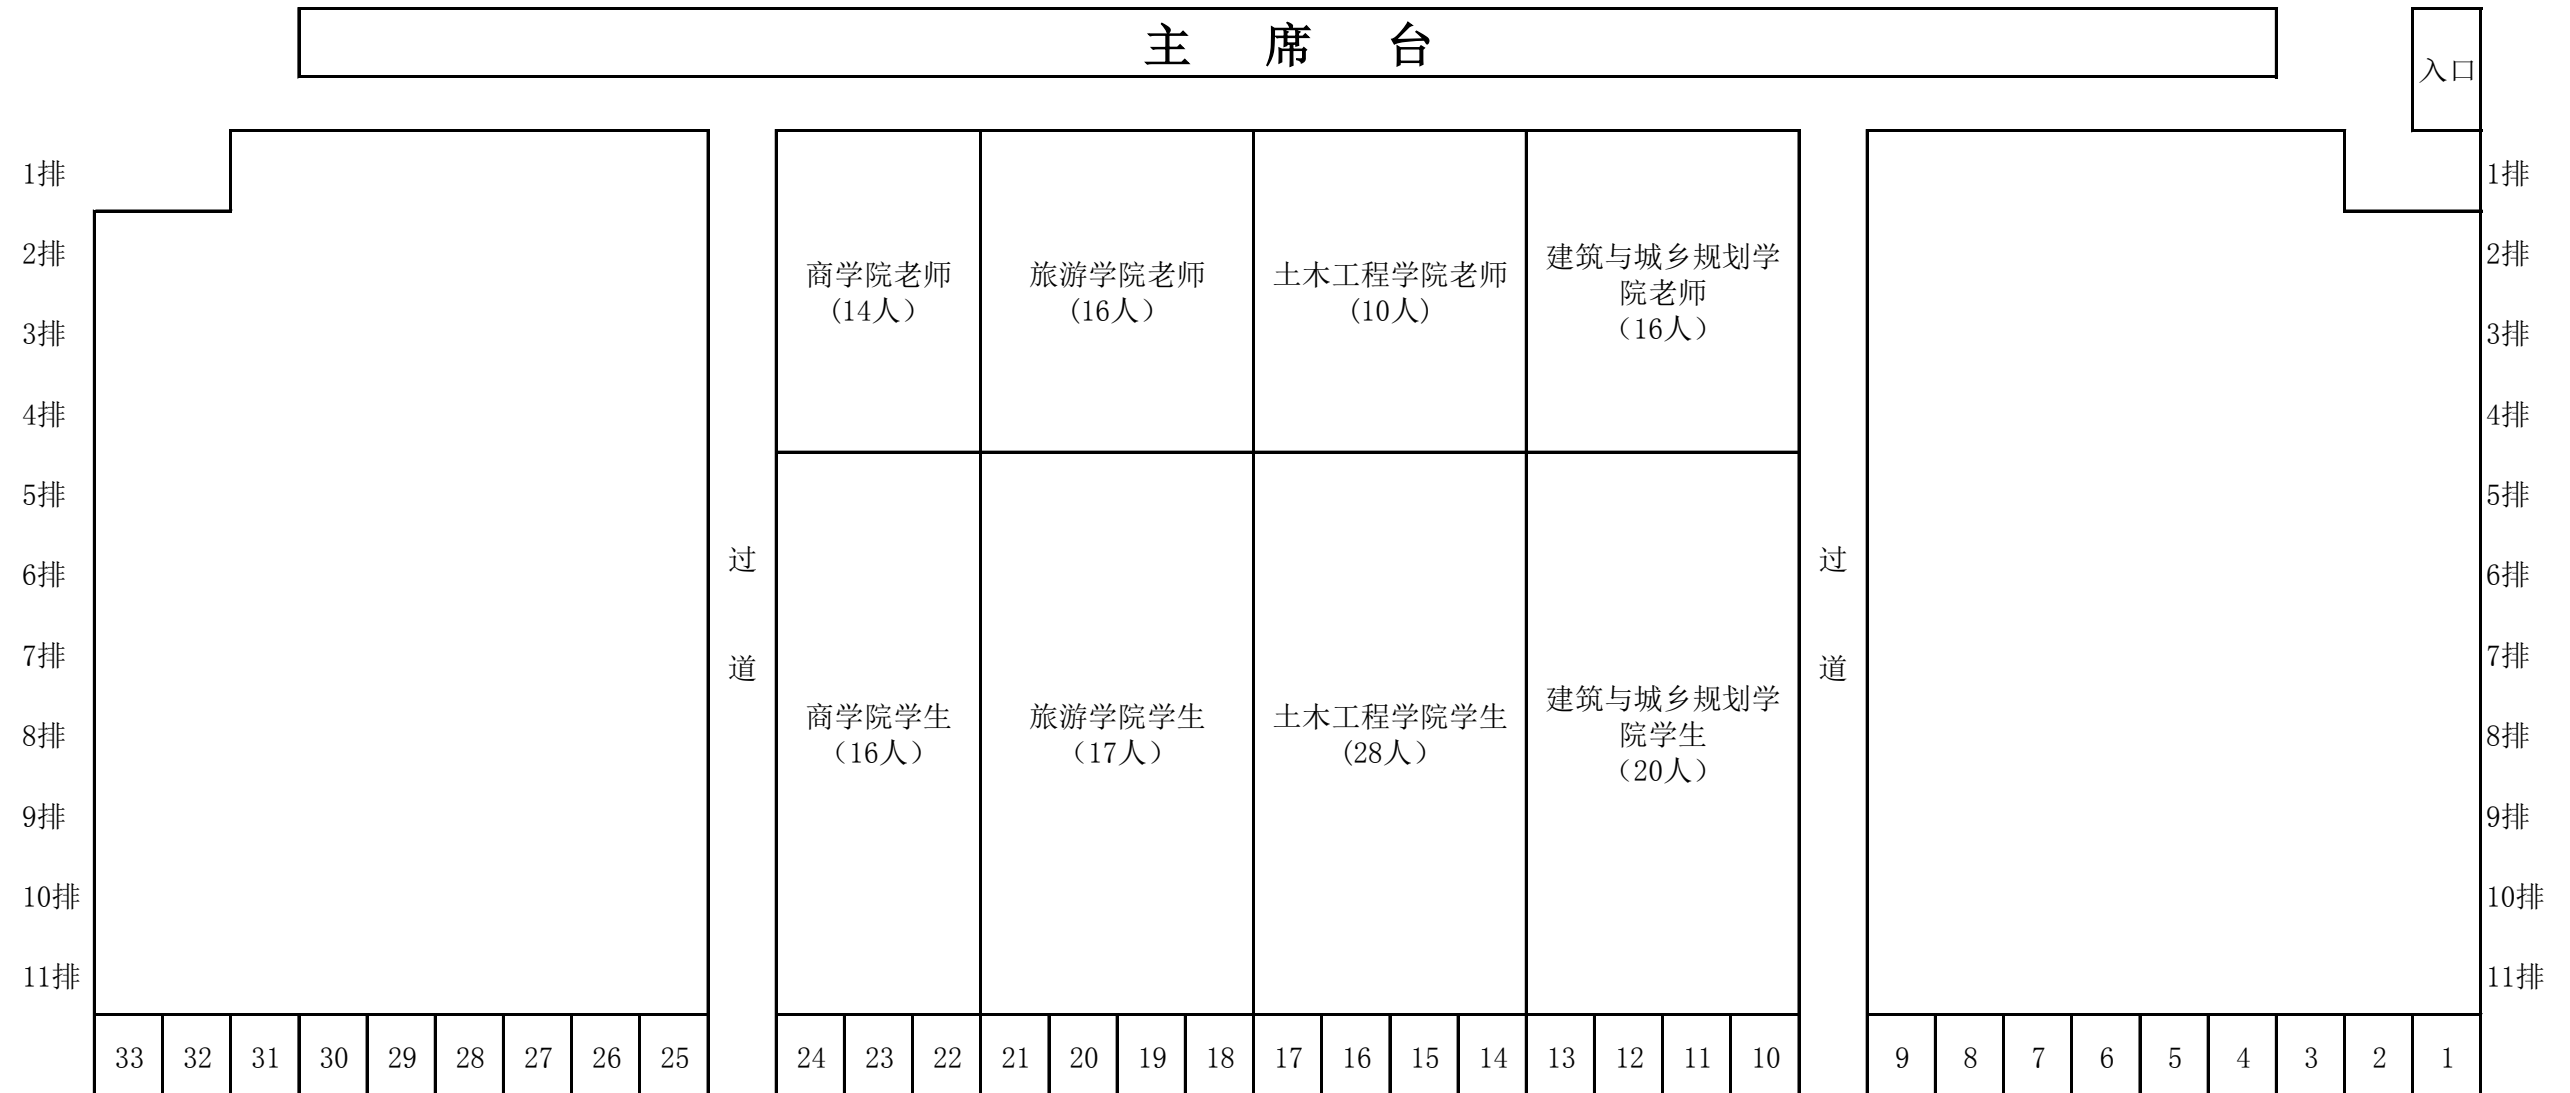 主 席 台
入口
1排
1排
2排
2排
3排
3排
4排
4排
商学院老师
(14人）
旅游学院老师
(16人）
土木工程学院老师
(10人)
建筑与城乡规划学
院老师
（16人）
5排
5排
6排
6排
7排
7排
8排
8排
9排
9排
10排
10排
11排
11排
过
道
商学院学生
（16人）
旅游学院学生
（17人）
土木工程学院学生
(28人）
建筑与城乡规划学
院学生
（20人）
过
道
33 32 31 30 29 28 27 26 25 24 23 22 21 20 19 18 17 16 15 14 13 12 11 10 9 8 7 6 5 4 3 2 1